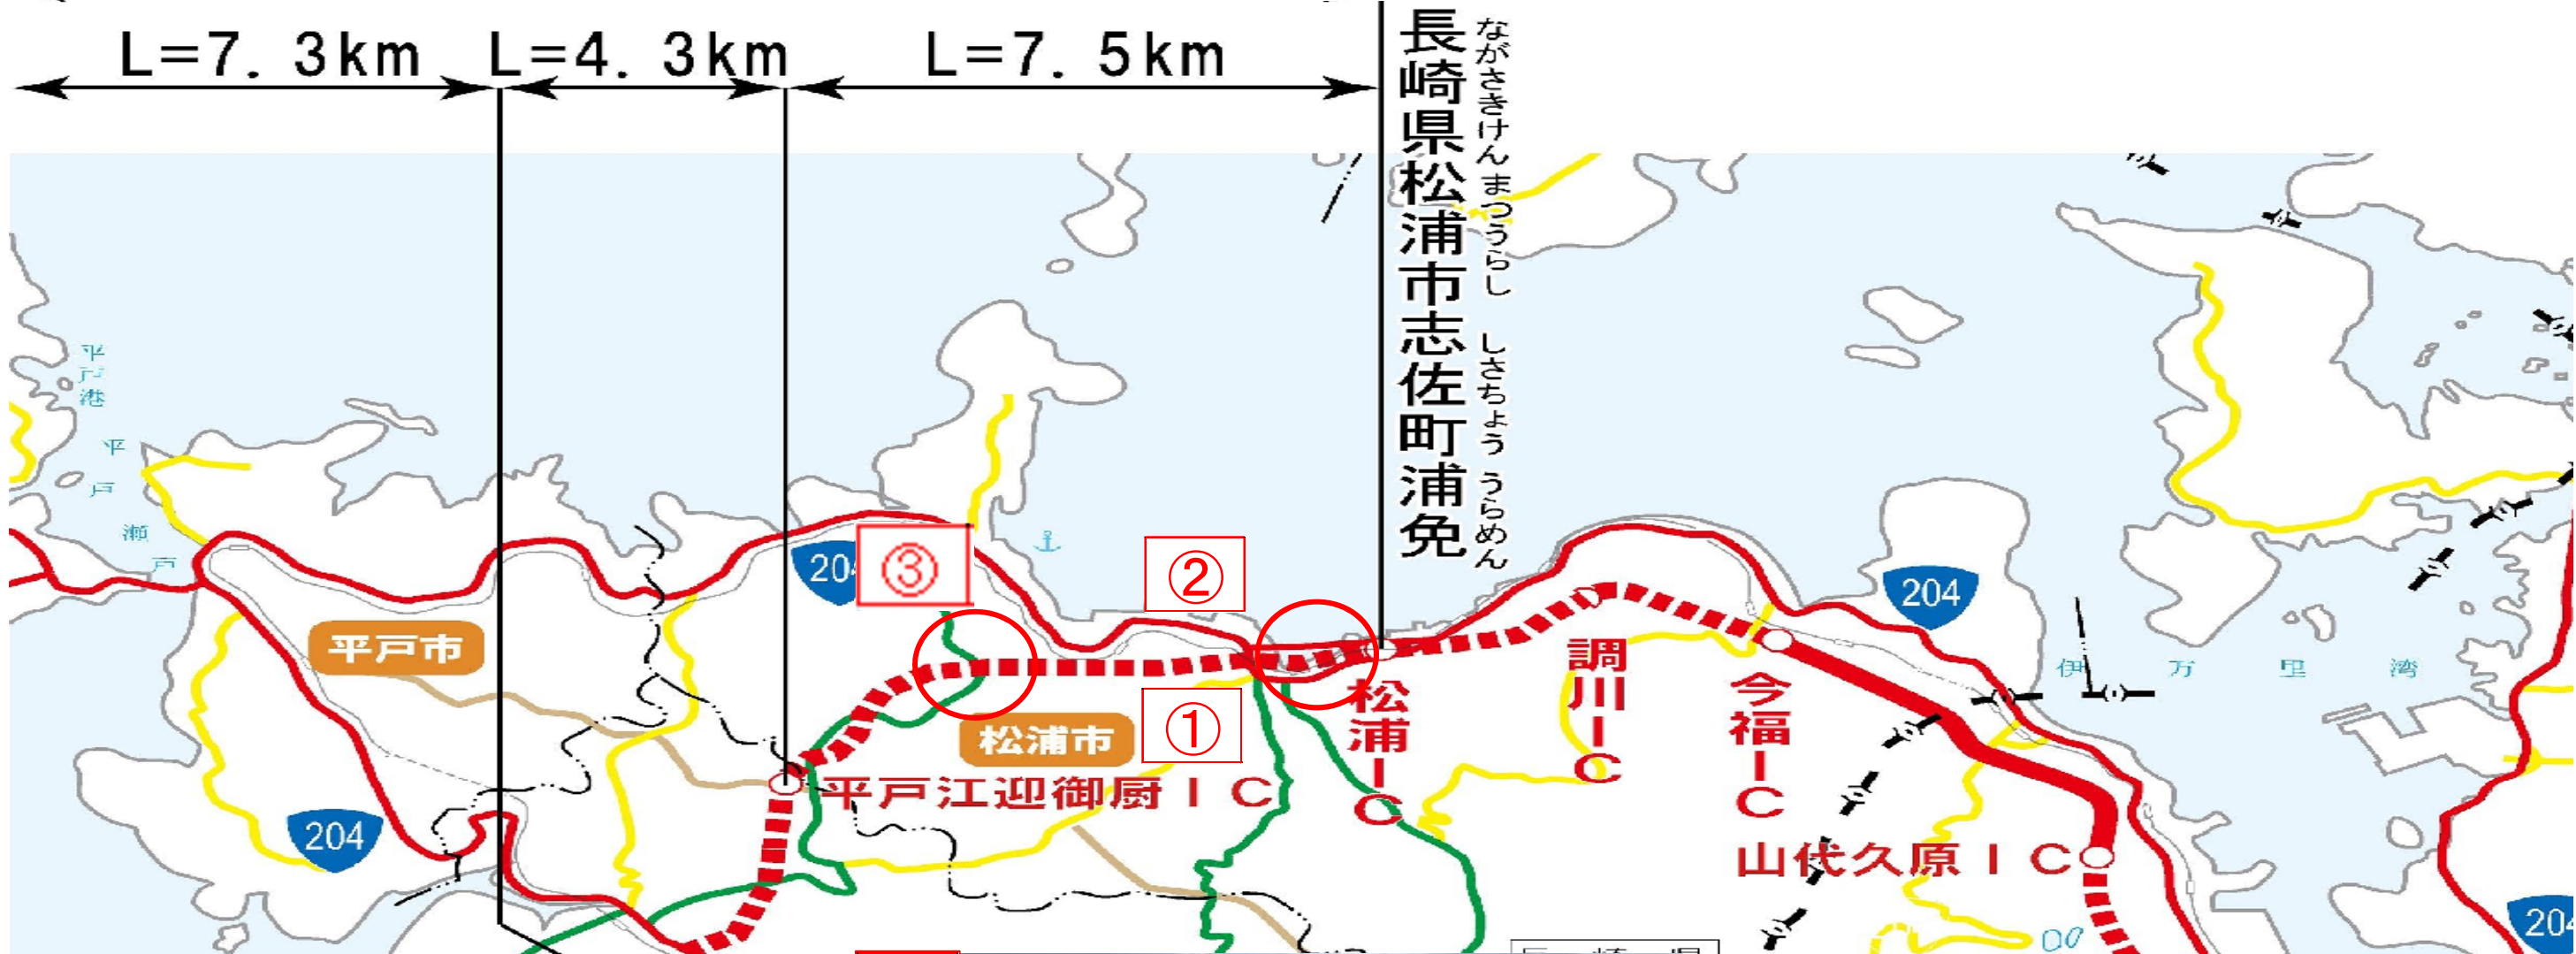 L=7. 3km
L=4. 3km
L=7. 5km
長崎県松浦市志佐町浦免
ながさきけん まつうらし しさちょう うらめん
平戸港
平戸瀬戸
204
③
②
204
平戸市
松浦市
①
松浦IC
調川IC
今福IC
伊万里湾
平戸江迎御厨IC
204
山代久原IC
204